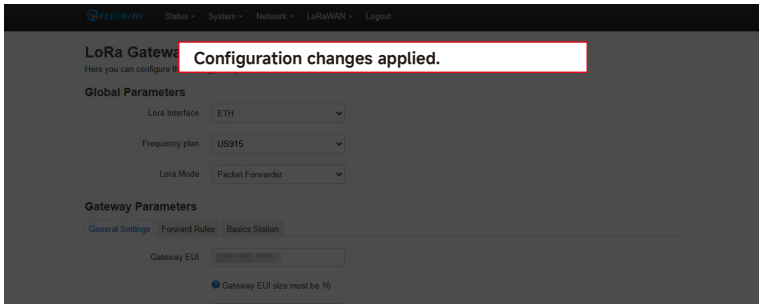 ELECROW Status System Network LoRaWAN Logout
LoRa Gatewa
Configuration changes applied.
Here you can configure th
Global Parameters
Lora Interface ETH
Frequency plan US915
Lora Mode Packet Forwarder
Gateway Parameters
General Settings Forward Rules Basics Station
Gateway EUI
Gateway EUI size must be 16